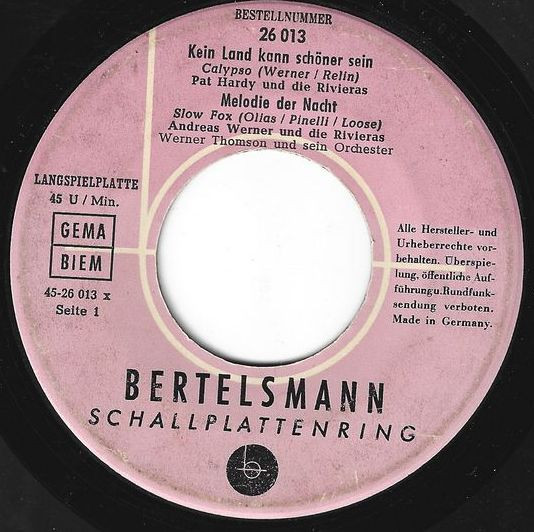 BESTELLNUMMER
26 013
Kein Land kann schöner sein
Calypso (Werner / Relin)
Pat Hardy und die Rivieras
Melodie der Nacht
Slow Fox (Olias / Pinelli / Loose)
Andreas Werner und die Rivieras
Werner Thomson und sein Orchester
LANGSPIELPLATTE
45 U / Min.
GEMA
BIEM
45-26 013 x
Seite 1
Alle Hersteller- und
Urheberrechte vor-
behalten. Überspie-
lung, öffentliche Auf-
führung u. Rundfunk-
sendung verboten.
Made in Germany.
BERTELSMANN
SCHALLPLATTENRING